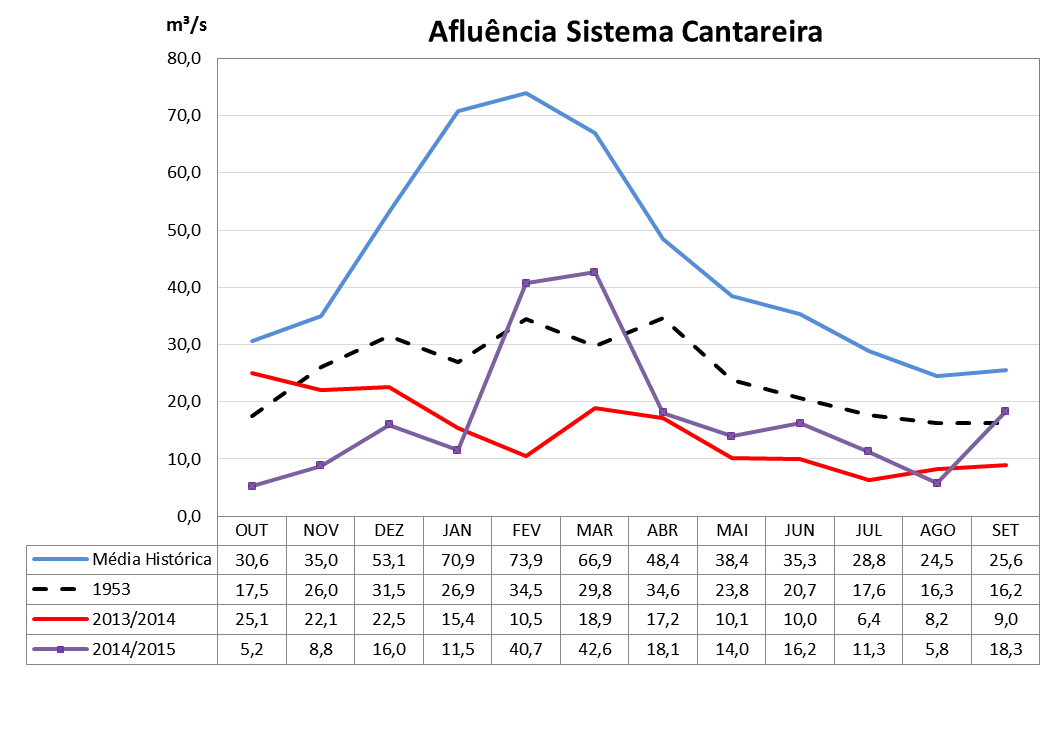 m³/s
Afluência Sistema Cantareira
80,0
70,0
60,0
50,0
40,0
30,0
20,0
10,0
0,0
OUT NOV DEZ JAN FEV MAR ABR MAI JUN JUL AGO SET
Média Histórica 30,6 35,0 53,1 70,9 73,9 66,9 48,4 38,4 35,3 28,8 24,5 25,6
1953 17,5 26,0 31,5 26,9 34,5 29,8 34,6 23,8 20,7 17,6 16,3 16,2
2013/2014 25,1 22,1 22,5 15,4 10,5 18,9 17,2 10,1 10,0 6,4 8,2 9,0
2014/2015 5,2 8,8 16,0 11,5 40,7 42,6 18,1 14,0 16,2 11,3 5,8 18,3